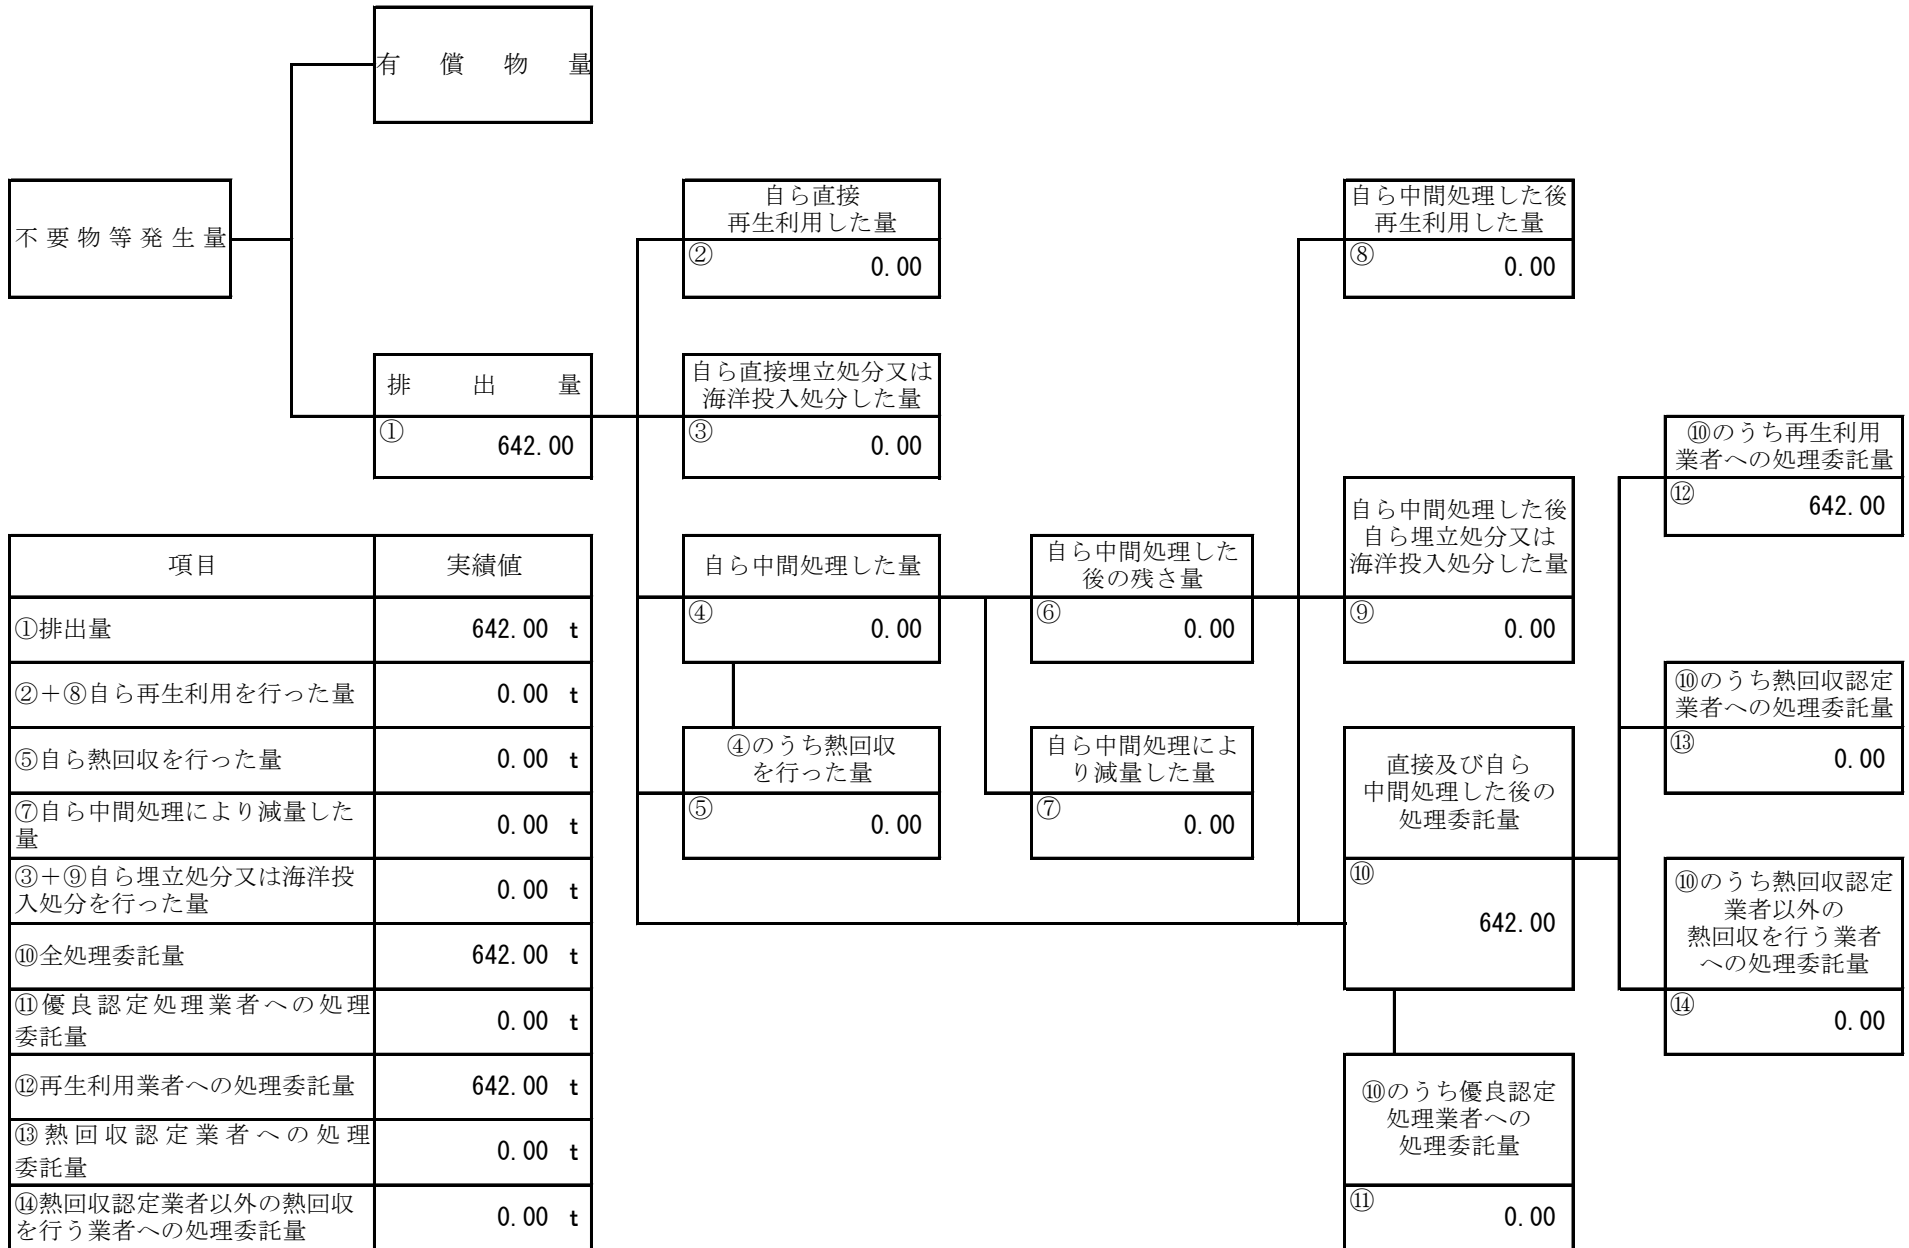 有償物量
不要物等発生量
排出量
①
642.00
自ら直接
再生利用した量
②
0.00
自ら直接埋立処分又は
海洋投入処分した量
③
0.00
自ら中間処理した量
④
0.00
④のうち熱回収
を行った量
⑤
0.00
自ら中間処理した
後の残さ量
⑥
0.00
自ら中間処理によ
り減量した量
⑦
0.00
自ら中間処理した後
再生利用した量
⑧
0.00
自ら中間処理した後
自ら埋立処分又は
海洋投入処分した量
⑨
0.00
直接及び自ら
中間処理した後の
処理委託量
⑩
642.00
⑩のうち優良認定
処理業者への
処理委託量
⑪
0.00
⑩のうち再生利用
業者への処理委託量
⑫
642.00
⑩のうち熱回収認定
業者への処理委託量
⑬
0.00
⑩のうち熱回収認定
業者以外の
熱回収を行う業者
への処理委託量
⑭
0.00
項目 実績値
①排出量 642.00 t
②+⑧自ら再生利用を行った量 0.00 t
⑤自ら熱回収を行った量 0.00 t
⑦自ら中間処理により減量した
量 0.00 t
③+⑨自ら埋立処分又は海洋投
入処分を行った量 0.00 t
⑩全処理委託量 642.00 t
⑪優良認定処理業者への処理
委託量 0.00 t
⑫再生利用業者への処理委託量 642.00 t
⑬熱回収認定業者への処理
委託量 0.00 t
⑭熱回収認定業者以外の熱回収
を行う業者への処理委託量 0.00 t